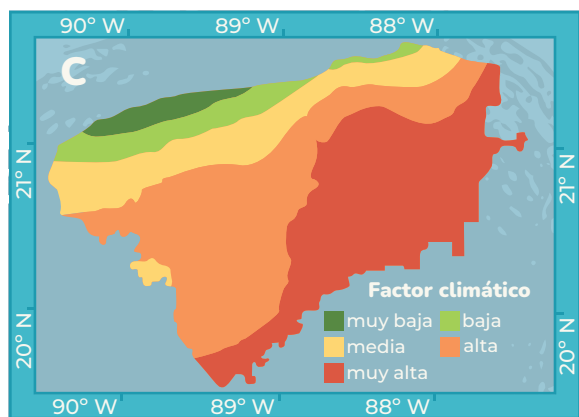 90° W 89° W 88° W
C
21° N
21° N
20° N
20° N
Factor climático
muy baja
baja
media
alta
muy alta
90° W 89° W 88° W